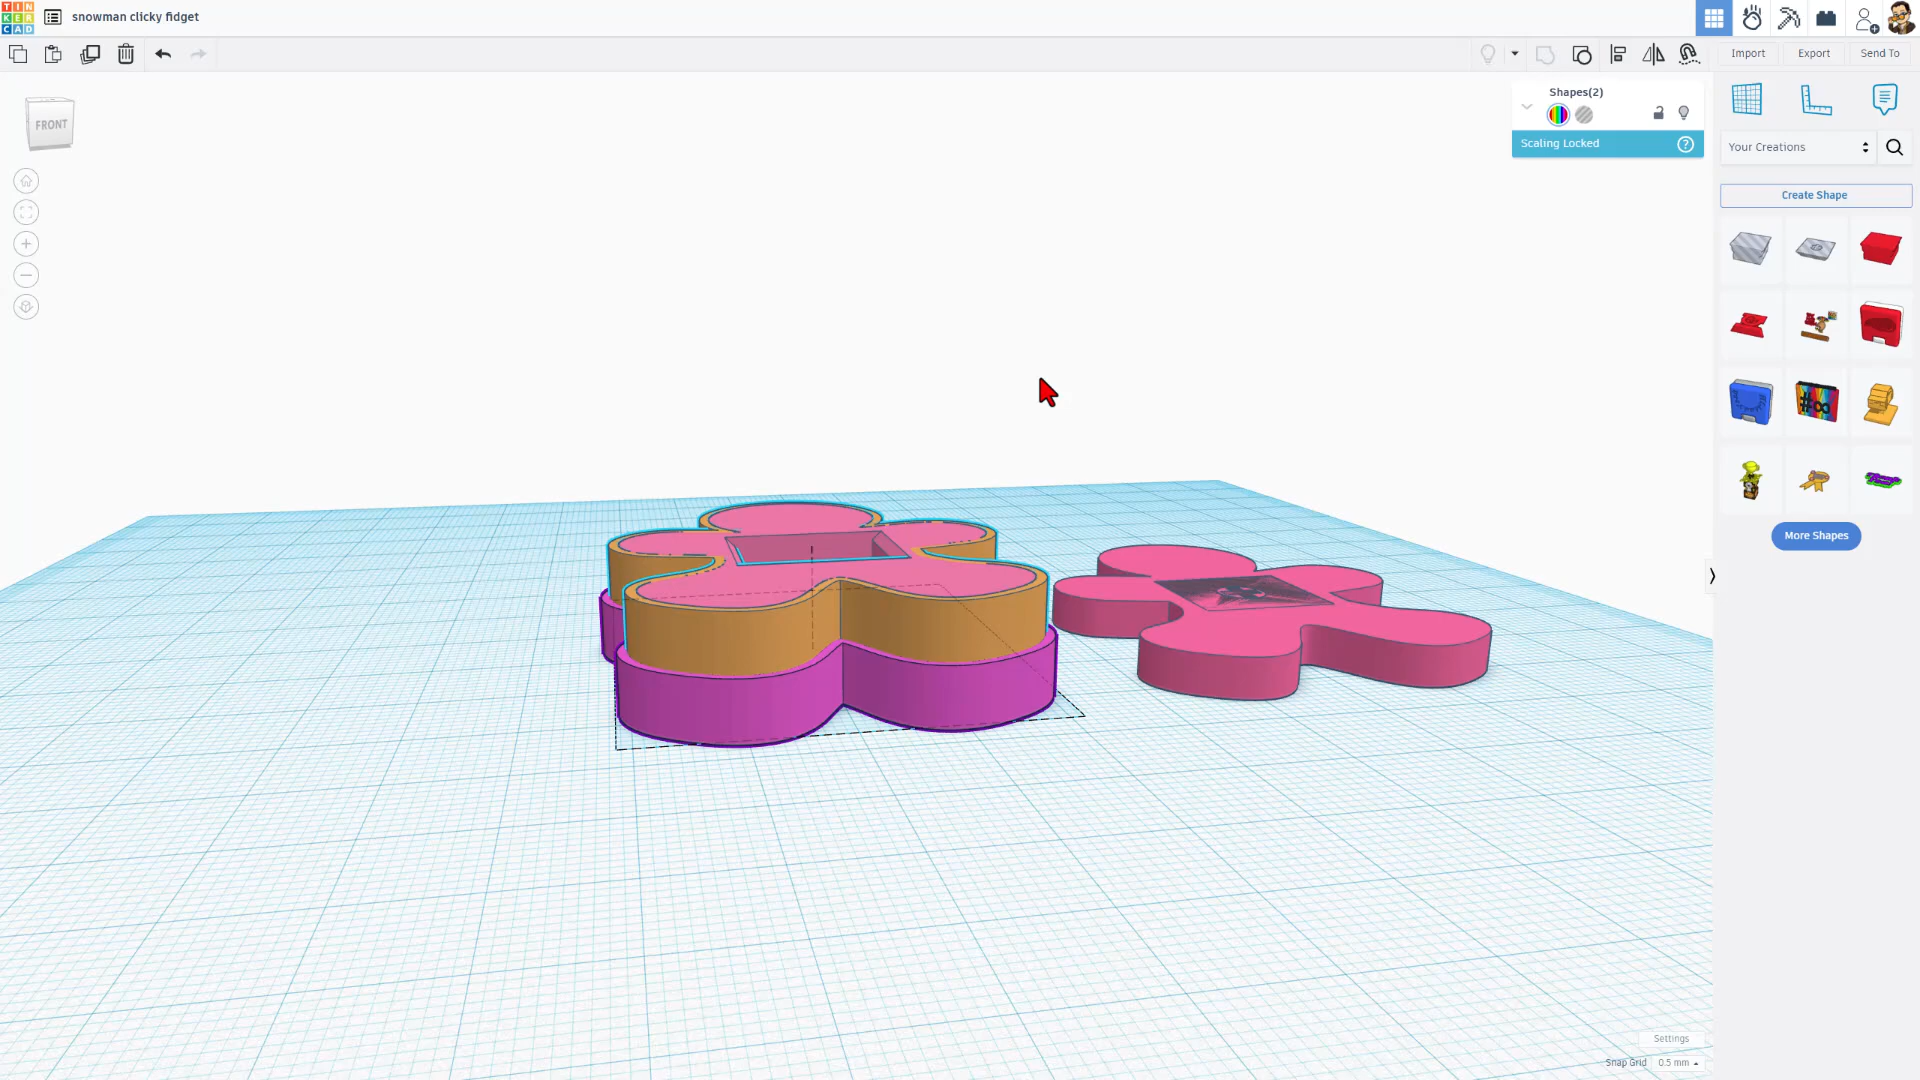 TIN
KER
CAD
snowman clicky fidget
Import
Export
Send To
FRONT
Shapes(2)
Scaling Locked
?
Your Creations
Create Shape
#∞
More Shapes
Settings
Snap Grid 0.5 mm